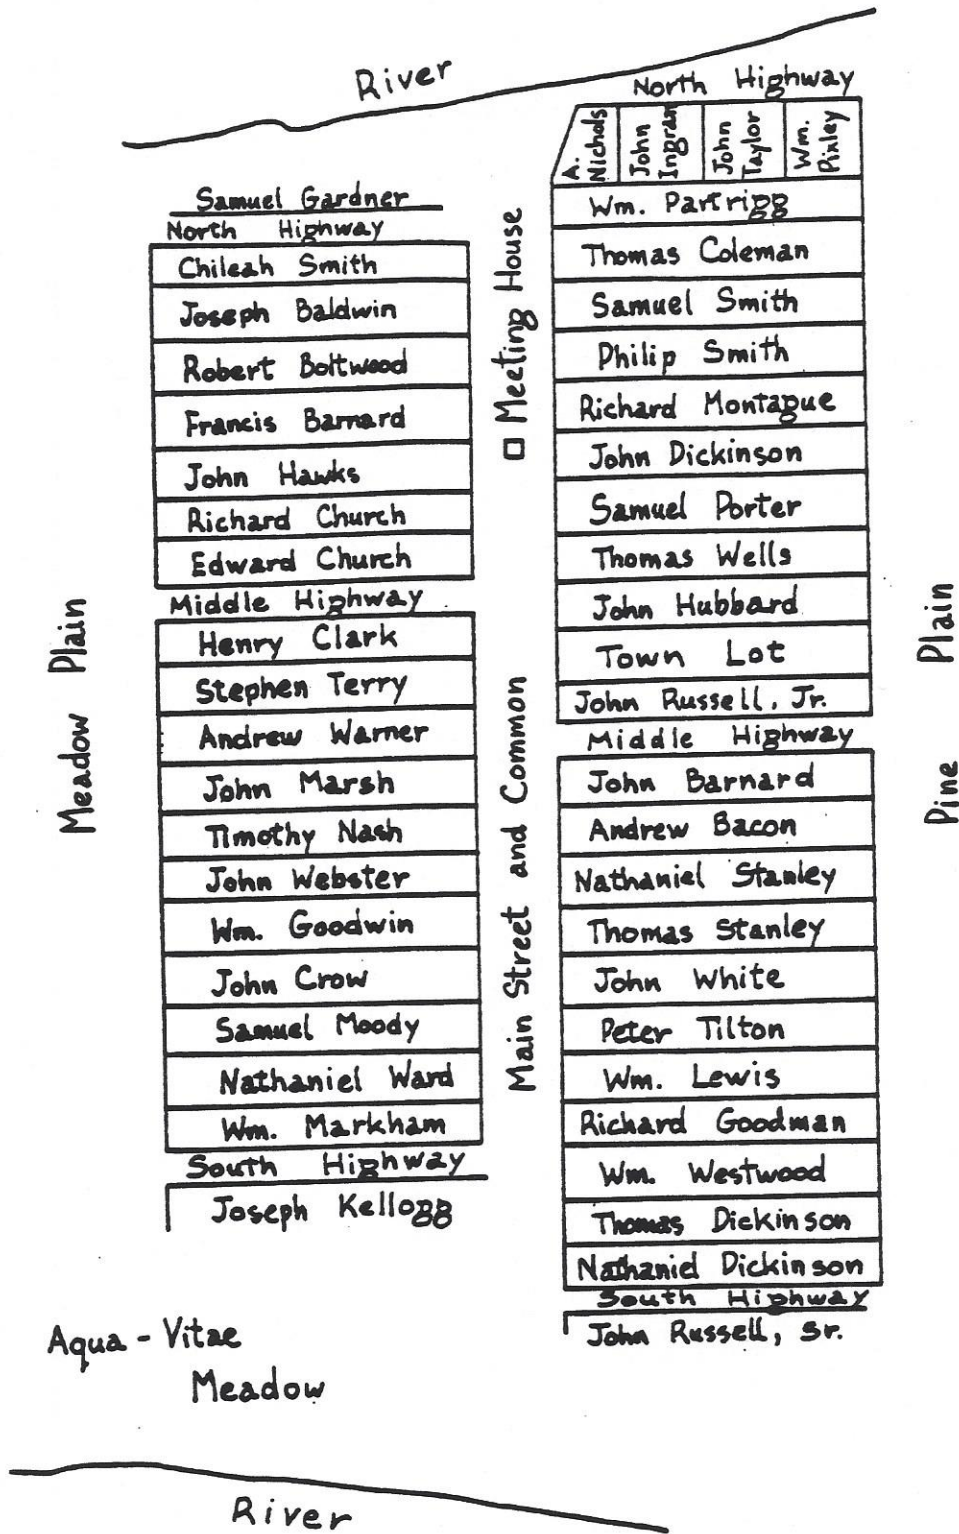 River
North Highway
A. Nichols
John Ingram
John Taylor
Wm. Pixley
Samuel Gardner
North Highway
Chileah Smith
Joseph Baldwin
Robert Boltwood
Francis Barnard
John Hawks
Richard Church
Edward Church
Middle Highway
Henry Clark
Stephen Terry
Andrew Warner
John Marsh
Timothy Nash
John Webster
Wm. Goodwin
John Crow
Samuel Moody
Nathaniel Ward
Wm. Markham
South Highway
Joseph Kellogg
Meadow Plain
Meeting House
Main Street and Common
Wm. Partrigg
Thomas Coleman
Samuel Smith
Philip Smith
Richard Montague
John Dickinson
Samuel Porter
Thomas Wells
John Hubbard
Town Lot
John Russell, Jr.
Middle Highway
John Barnard
Andrew Bacon
Nathaniel Stanley
Thomas Stanley
John White
Peter Tilton
Wm. Lewis
Richard Goodman
Wm. Westwood
Thomas Dickinson
Nathaniel Dickinson
South Highway
John Russell, Sr.
Pine Plain
Aqua-Vitae
Meadow
River